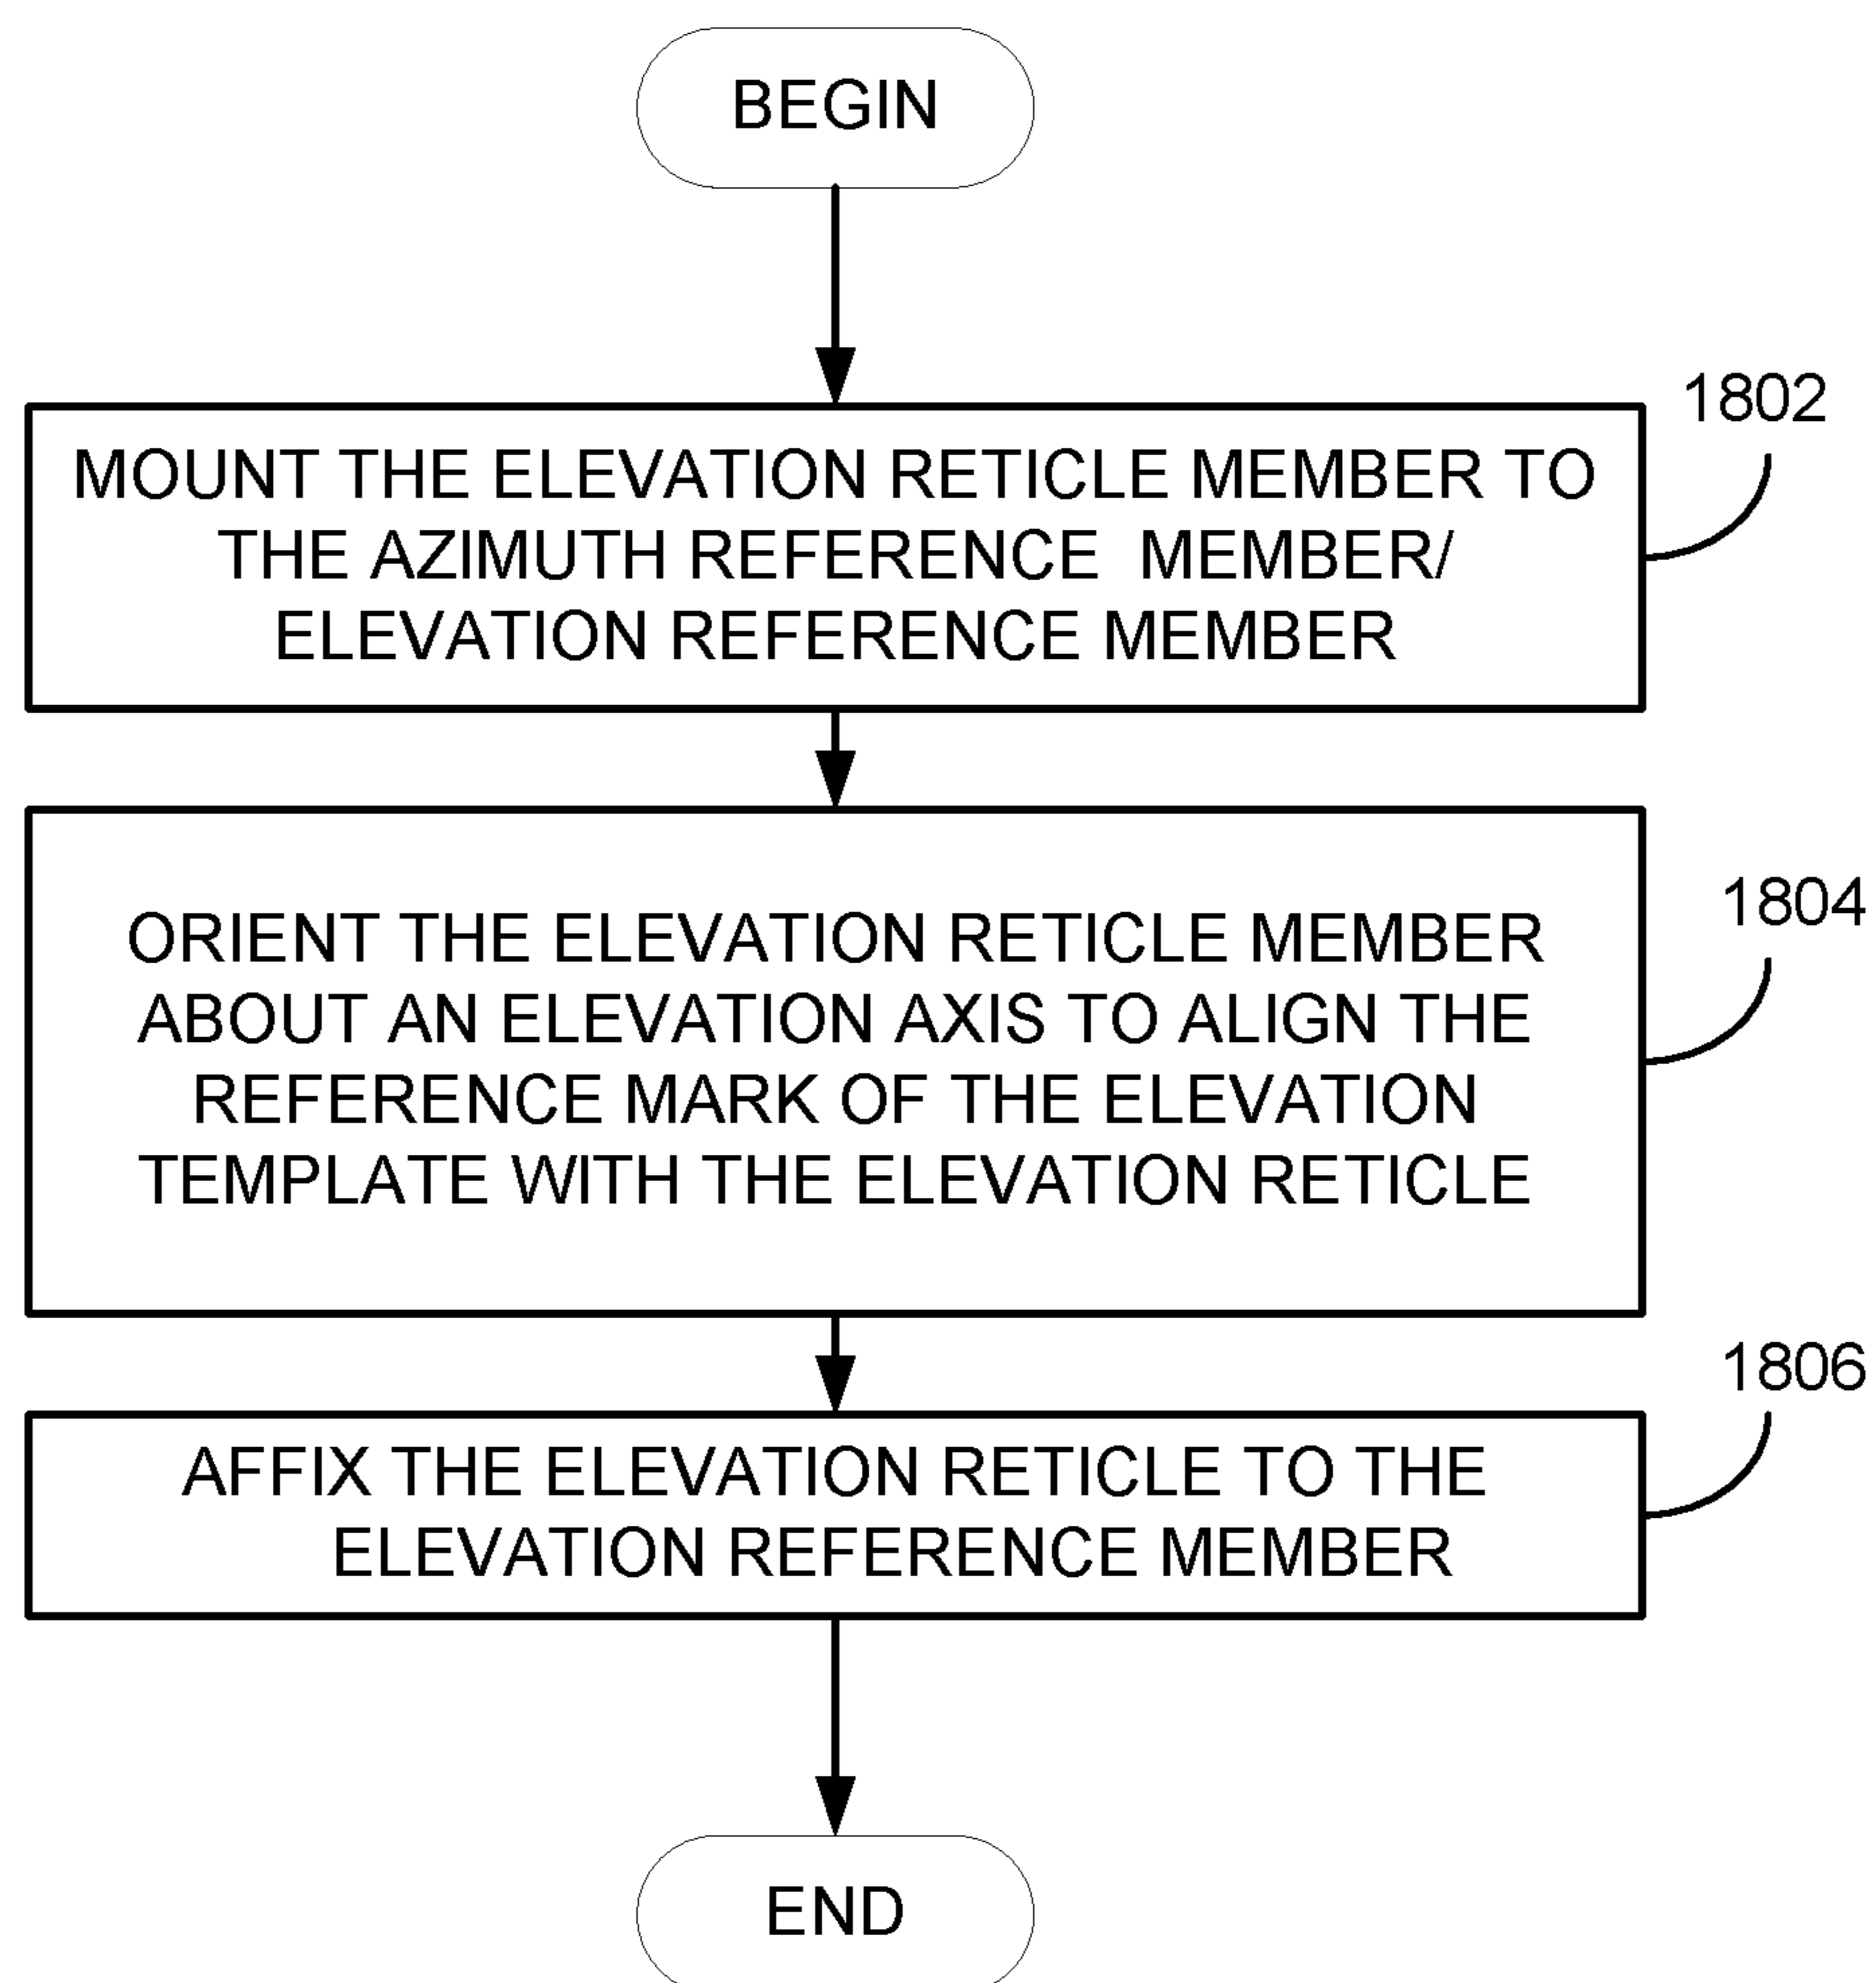 BEGIN
1802
MOUNT THE ELEVATION RETICLE MEMBER TO
THE AZIMUTH REFERENCE MEMBER/
ELEVATION REFERENCE MEMBER
1804
ORIENT THE ELEVATION RETICLE MEMBER
ABOUT AN ELEVATION AXIS TO ALIGN THE
REFERENCE MARK OF THE ELEVATION
TEMPLATE WITH THE ELEVATION RETICLE
1806
AFFIX THE ELEVATION RETICLE TO THE
ELEVATION REFERENCE MEMBER
END